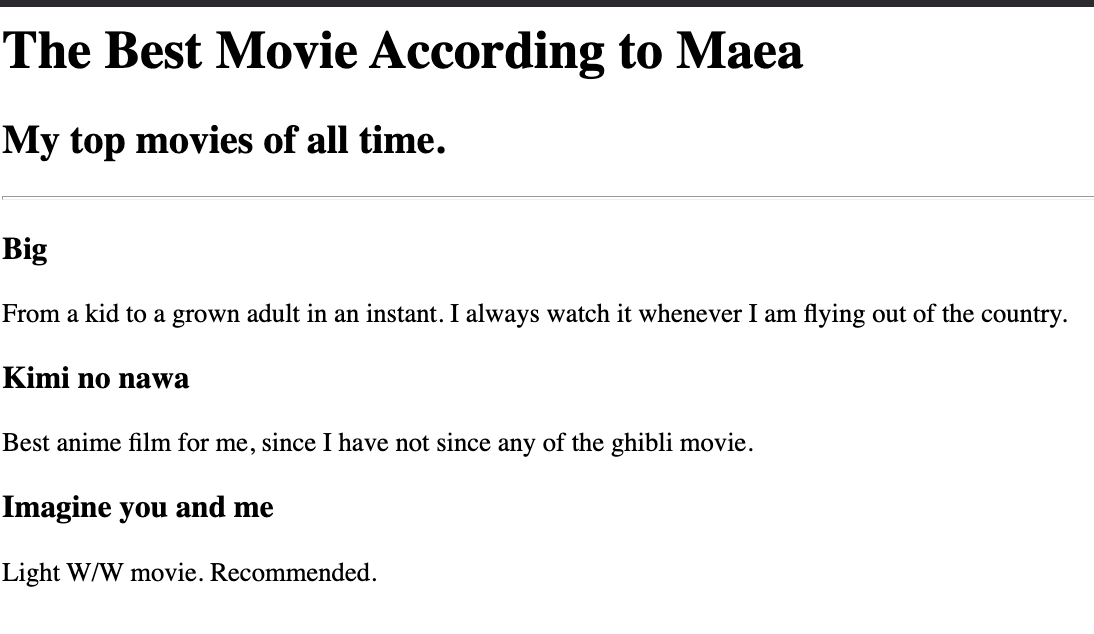 The Best Movie According to Maea
My top movies of all time.
Big
From a kid to a grown adult in an instant. I always watch it whenever I am flying out of the country.
Kimi no nawa
Best anime film for me, since I have not since any of the ghibli movie.
Imagine you and me
Light W/W movie. Recommended.